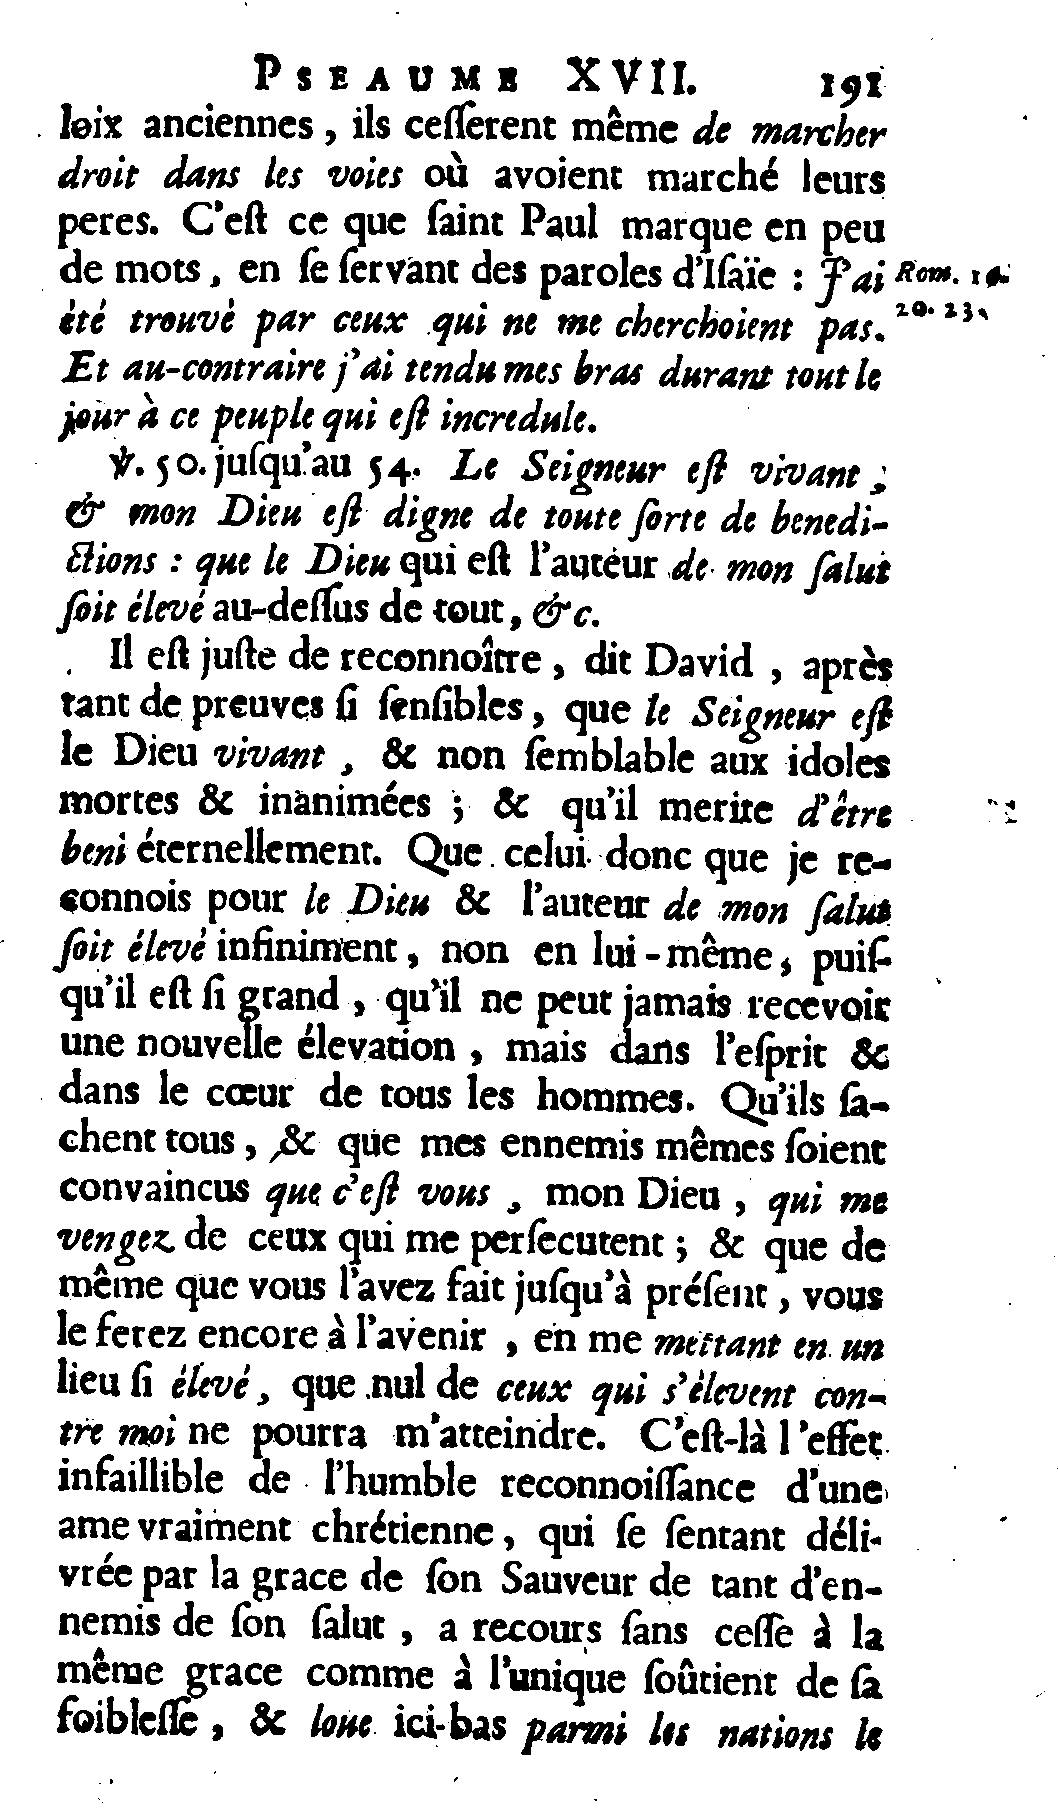 PSEAUME XVII. 191
loix anciennes, ils ceſſerent même de marcher
droit dans les voies où avoient marché leurs
peres. C'eſt ce que ſaint Paul marque en peu
de mots, en ſe ſervant des paroles d'Iſaïe : J'ai
Rom. 10.
20. 23.
été trouvé par ceux qui ne me cherchoient pas.
Et au-contraire j'ai tendu mes bras durant tout le
jour à ce peuple qui eſt incredule.
℣. 50. juſqu'au 54. Le Seigneur eſt vivant ;
& mon Dieu eſt digne de toute ſorte de benedi-
ctions : que le Dieu qui eſt l'auteur de mon ſalut
ſoit élevé au-deſſus de tout, &c.
Il eſt juſte de reconnoître, dit David, après
tant de preuves ſi ſenſibles, que le Seigneur eſt
le Dieu vivant, & non ſemblable aux idoles
mortes & inanimées ; & qu'il merite d'être
beni éternellement. Que celui donc que je re-
connois pour le Dieu & l'auteur de mon ſalut
ſoit élevé infiniment, non en lui-même, puiſ-
qu'il eſt ſi grand, qu'il ne peut jamais recevoir
une nouvelle élevation, mais dans l'eſprit &
dans le cœur de tous les hommes. Qu'ils ſa-
chent tous, & que mes ennemis mêmes ſoient
convaincus que c'eſt vous, mon Dieu, qui me
vengez de ceux qui me perſecutent ; & que de
même que vous l'avez fait juſqu'à préſent, vous
le ferez encore à l'avenir, en me mettant en un
lieu ſi élevé, que nul de ceux qui s'élevent con-
tre moi ne pourra m'atteindre. C'eſt-là l'effet
infaillible de l'humble reconnoiſſance d'une
ame vraiment chrétienne, qui ſe ſentant déli-
vrée par la grace de ſon Sauveur de tant d'en-
nemis de ſon ſalut, a recours ſans ceſſe à la
même grace comme à l'unique ſoûtient de ſa
foibleſſe, & loue ici-bas parmi les nations le